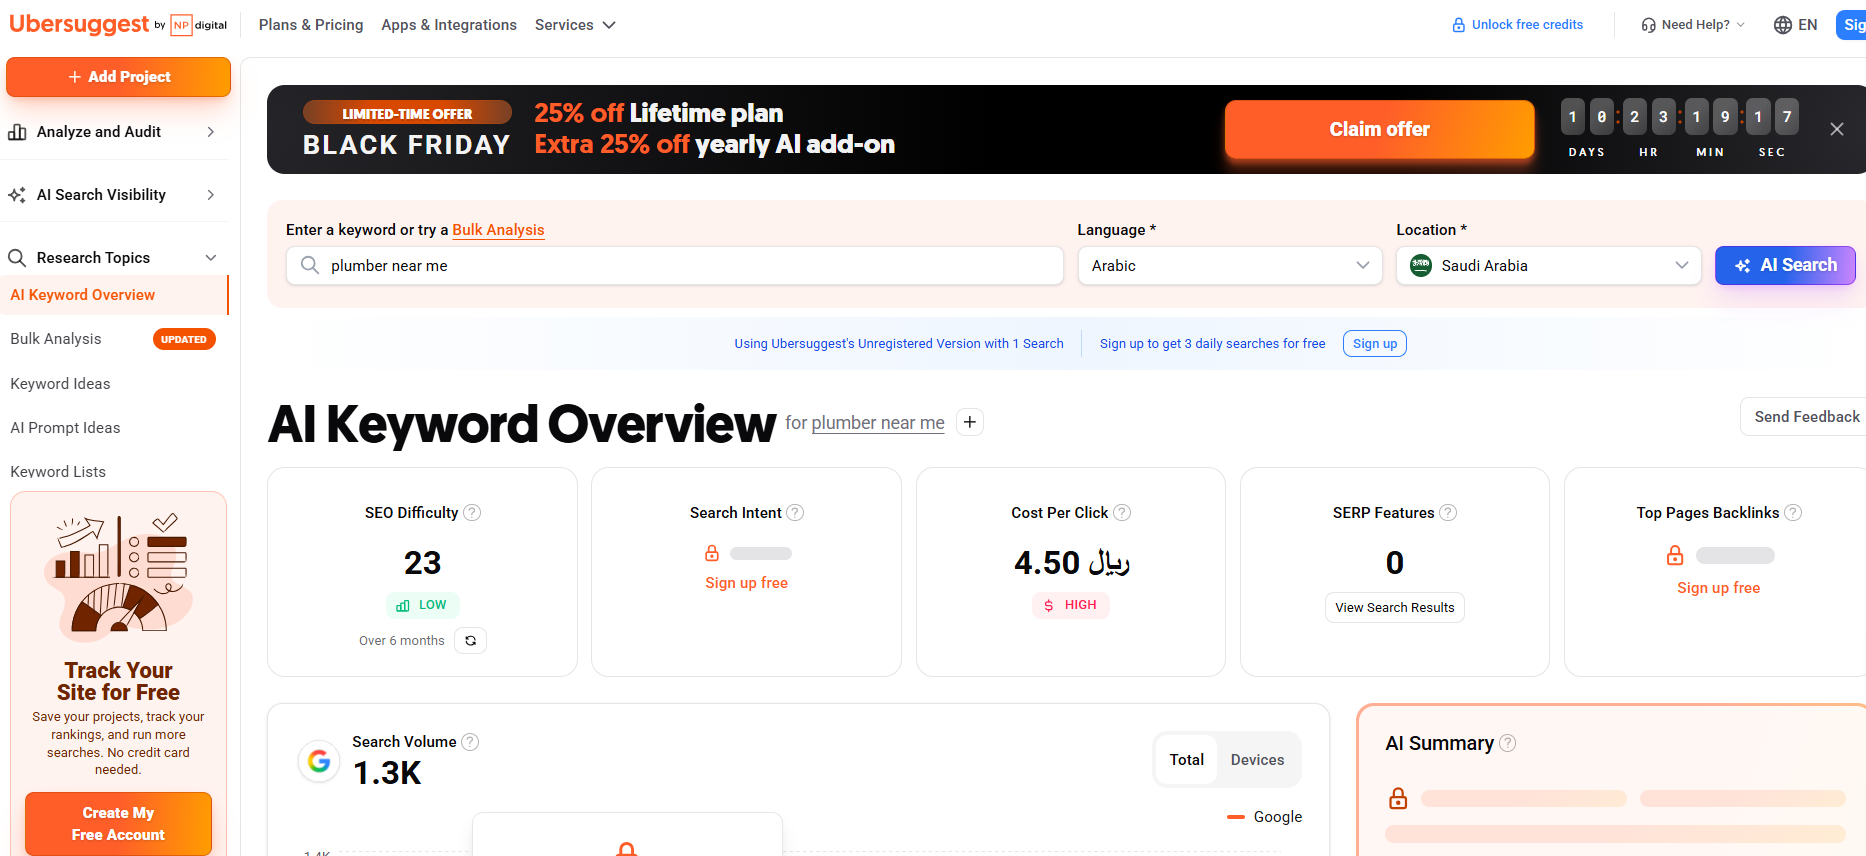 Ubersuggest by NP digital
Plans & Pricing
Apps & Integrations
Services
Unlock free credits
Need Help?
EN
Sig
+ Add Project
Analyze and Audit
AI Search Visibility
Research Topics
AI Keyword Overview
Bulk Analysis UPDATED
Keyword Ideas
AI Prompt Ideas
Keyword Lists
Track Your
Site for Free
Save your projects, track your
rankings, and run more
searches. No credit card
needed.
Create My
Free Account
LIMITED-TIME OFFER
BLACK FRIDAY
25% off Lifetime plan
Extra 25% off yearly AI add-on
Claim offer
1 0 : 2 3 : 1 9 : 1 7
DAYS HR MIN SEC
Enter a keyword or try a Bulk Analysis
plumber near me
Language *
Arabic
Location *
Saudi Arabia
AI Search
Using Ubersuggest's Unregistered Version with 1 Search
Sign up to get 3 daily searches for free
Sign up
AI Keyword Overview for plumber near me +
Send Feedback
SEO Difficulty ?
23
LOW
Over 6 months
Search Intent ?
Sign up free
Cost Per Click ?
4.50 ريال
$ HIGH
SERP Features ?
0
View Search Results
Top Pages Backlinks ?
Sign up free
Search Volume ?
1.3K
Total
Devices
Google
1.4K
AI Summary ?